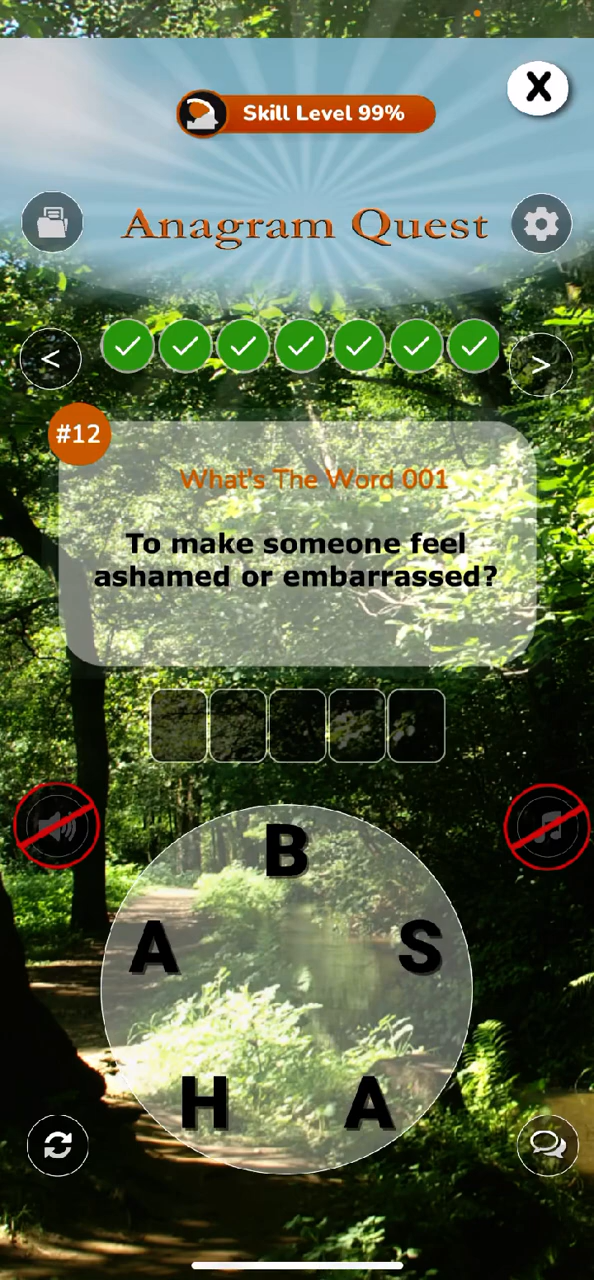 Skill Level 99%
X
Anagram Quest
<
>
#12
What's The Word 001
To make someone feel
ashamed or embarrassed?
B
A
S
H
A